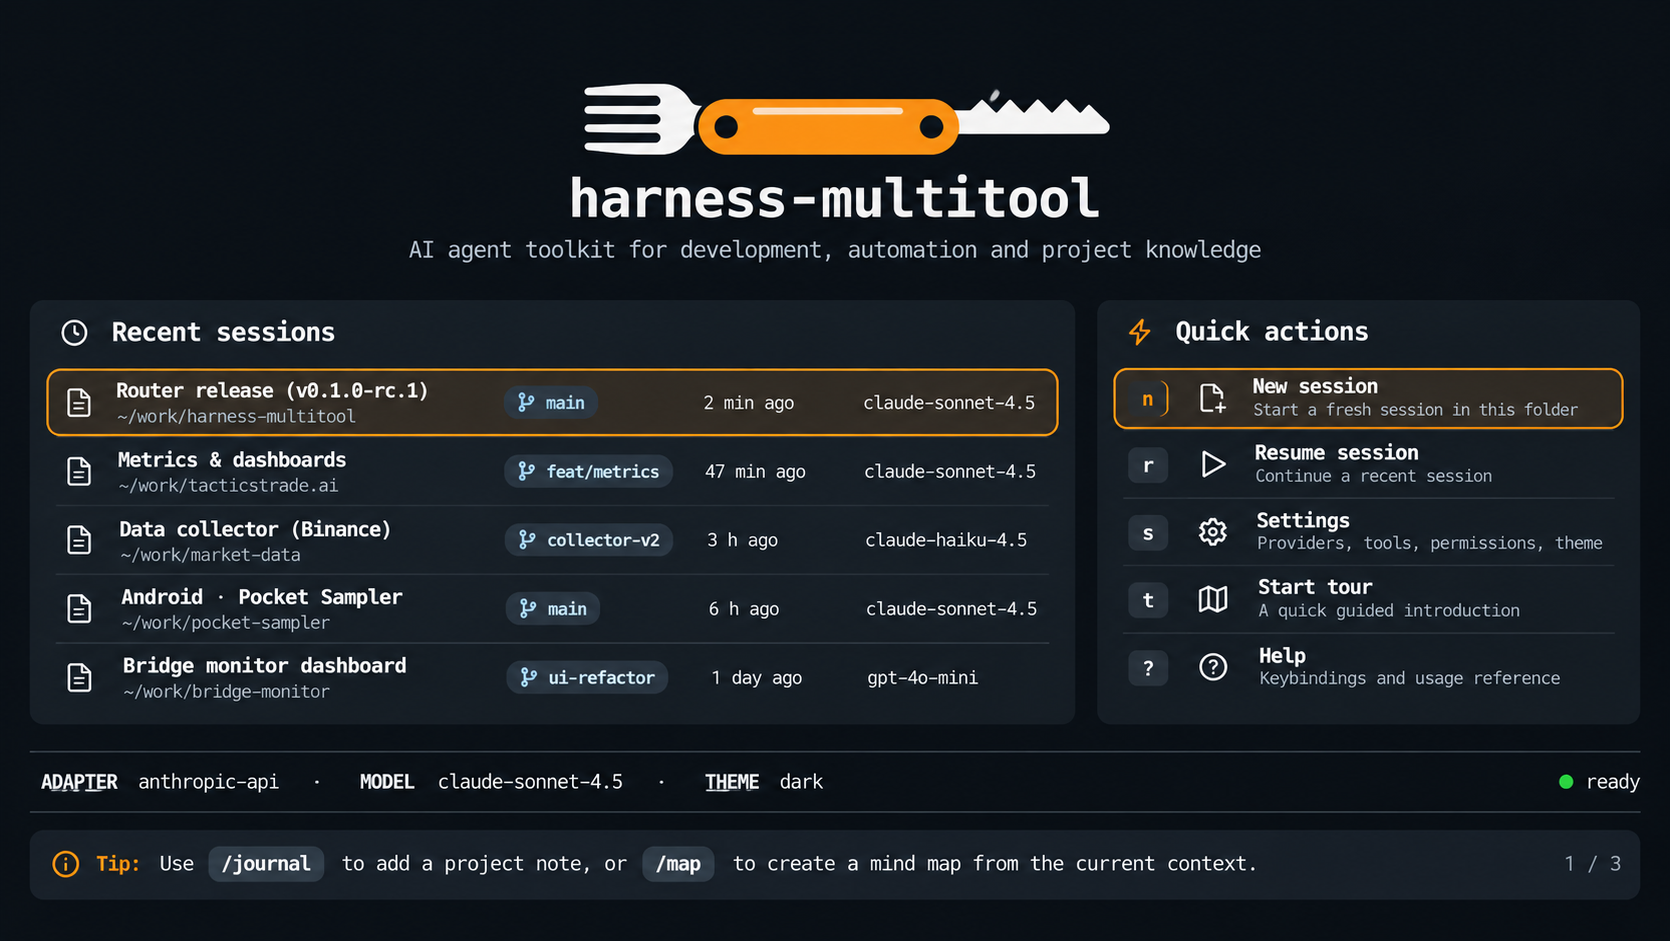 harness-multitool
AI agent toolkit for development, automation and project knowledge
Recent sessions
Router release (v0.1.0-rc.1)
~/work/harness-multitool
main
2 min ago
claude-sonnet-4.5
Metrics & dashboards
~/work/tacticstrade.ai
feat/metrics
47 min ago
claude-sonnet-4.5
Data collector (Binance)
~/work/market-data
collector-v2
3 h ago
claude-haiku-4.5
Android · Pocket Sampler
~/work/pocket-sampler
main
6 h ago
claude-sonnet-4.5
Bridge monitor dashboard
~/work/bridge-monitor
ui-refactor
1 day ago
gpt-4o-mini
Quick actions
n
New session
Start a fresh session in this folder
r
Resume session
Continue a recent session
s
Settings
Providers, tools, permissions, theme
t
Start tour
A quick guided introduction
?
Help
Keybindings and usage reference
ADAPTER anthropic-api · MODEL claude-sonnet-4.5 · THEME dark
ready
Tip: Use /journal to add a project note, or /map to create a mind map from the current context.
1 / 3